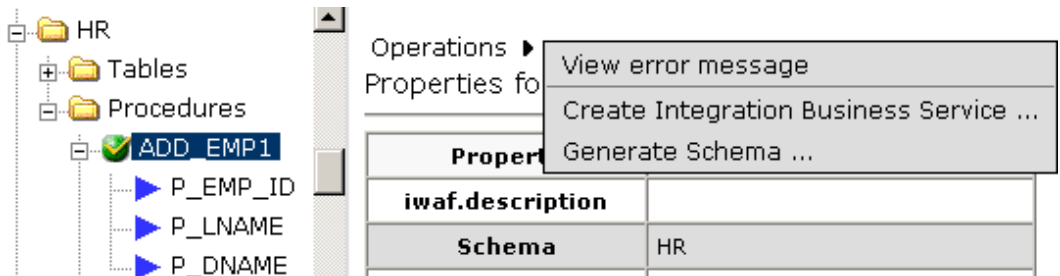 HR
Tables
Procedures
ADD_EMP1
P_EMP_ID
P_LNAME
P_DNAME
Operations
Properties fo
View error message
Create Integration Business Service ...
Generate Schema ...
Propert
iwaf.description
Schema HR